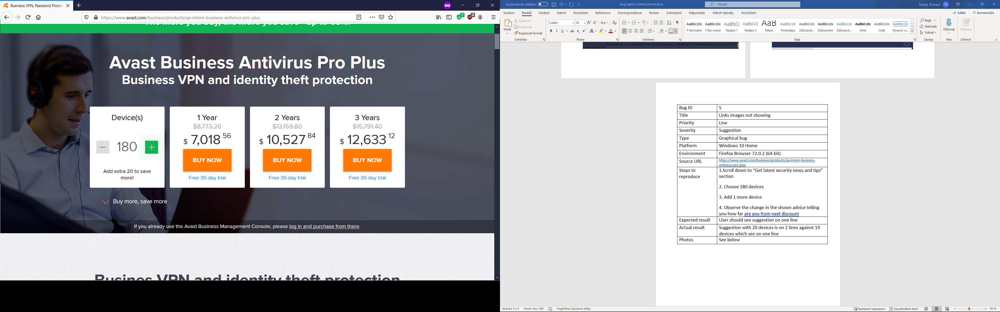 Business VPN, Password Protect
https://www.avast.com/business/products/qa-intern-business-antivirus-pro-plus
1
4
Avast Business Antivirus Pro Plus
Business VPN and identity theft protection
Device(s)
180
Add extra 20 to save
more!
1 Year
$8,773.20
$ 7,018 56
BUY NOW
Free 30-day trial
2 Years
$13,159.80
$ 10,527 84
BUY NOW
Free 30-day trial
3 Years
$15,791.40
$ 12,633 12
BUY NOW
Free 30-day trial
Buy more, save more
If you already use the Avast Business Management Console, please log in and purchase from there.
Busines VPN and identity theft protection
Automatické ukládání
bug_report_richard_tomek.docx
Hledat
Tomek, Richard TR
Soubor Domů Vložení Návrh Rozložení Reference Korespondence Revize Zobrazení Nápověda Návrh tabulky Rozložení
Sdílet Komentáře
Vložit
Vyjmout
Kopírovat
Kopírovat formát
Schránka
Calibri 16
Písmo
Odstavec
AaBbCcDc AaBbCcDc AaBbCc AaBbCcE AaB AaBbCcD AaBbCcDc AaBbCcDc AaBbCcDc AaBbCcDc AaBbCcDc AaBbCcDc
¶ Normální ¶ Bez mezer Nadpis 1 Nadpis 2 Název Podnadpis Zdůrazně... Zdůraznění Zdůrazně... Silné Citát Výrazný ci...
Styly
Najít
Nahradit
Vybrat
Úpravy
Diktovat
Hlas
Citlivost
Citlivost
Bug ID 5
Title Links images not showing
Priority Low
Severity Suggestion
Type Graphical bug
Platform Windows 10 Home
Environment Firefox Browser 72.0.2 (64-bit)
Source URL https://www.avast.com/business/products/qa-intern-business-
antivirus-pro-plus
Steps to reproduce 1.Scroll down to “Get latest security news and tips”
section
2. Choose 180 devices
3. Add 1 more device
4. Observe the change in the shown advice telling
you how far are you from next discount
Expected result User should see suggestion on one line
Actual result Suggestion with 20 devices is on 2 lines against 19
devices which are on one line
Photos See below
Stránka 5 z 5 Počet slov: 390 Angličtina (Spojené státy)
Nastavení zobrazení Soustředěné čtení 90 %